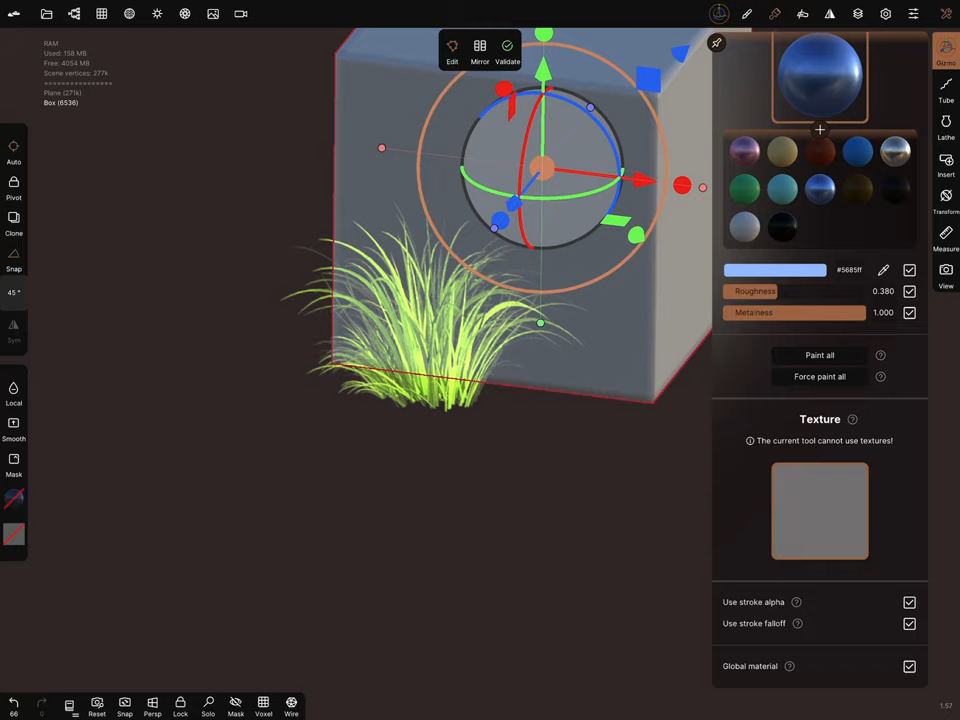 RAM
Used: 158 MB
Free: 4054 MB
Scene vertices: 277k
================
Plane (271k)
Box (6536)
Edit
Mirror
Validate
Auto
Pivot
Clone
Snap
45 °
Sym
Local
Smooth
Mask
#5685ff
Roughness 0.380
Metalness 1.000
Paint all ?
Force paint all ?
Texture ?
The current tool cannot use textures!
Use stroke alpha ?
Use stroke falloff ?
Global material ?
Gizmo
Tube
Lathe
Insert
Transform
Measure
View
66
0
Reset
Snap
Persp
Lock
Solo
Mask
Voxel
Wire
1.57